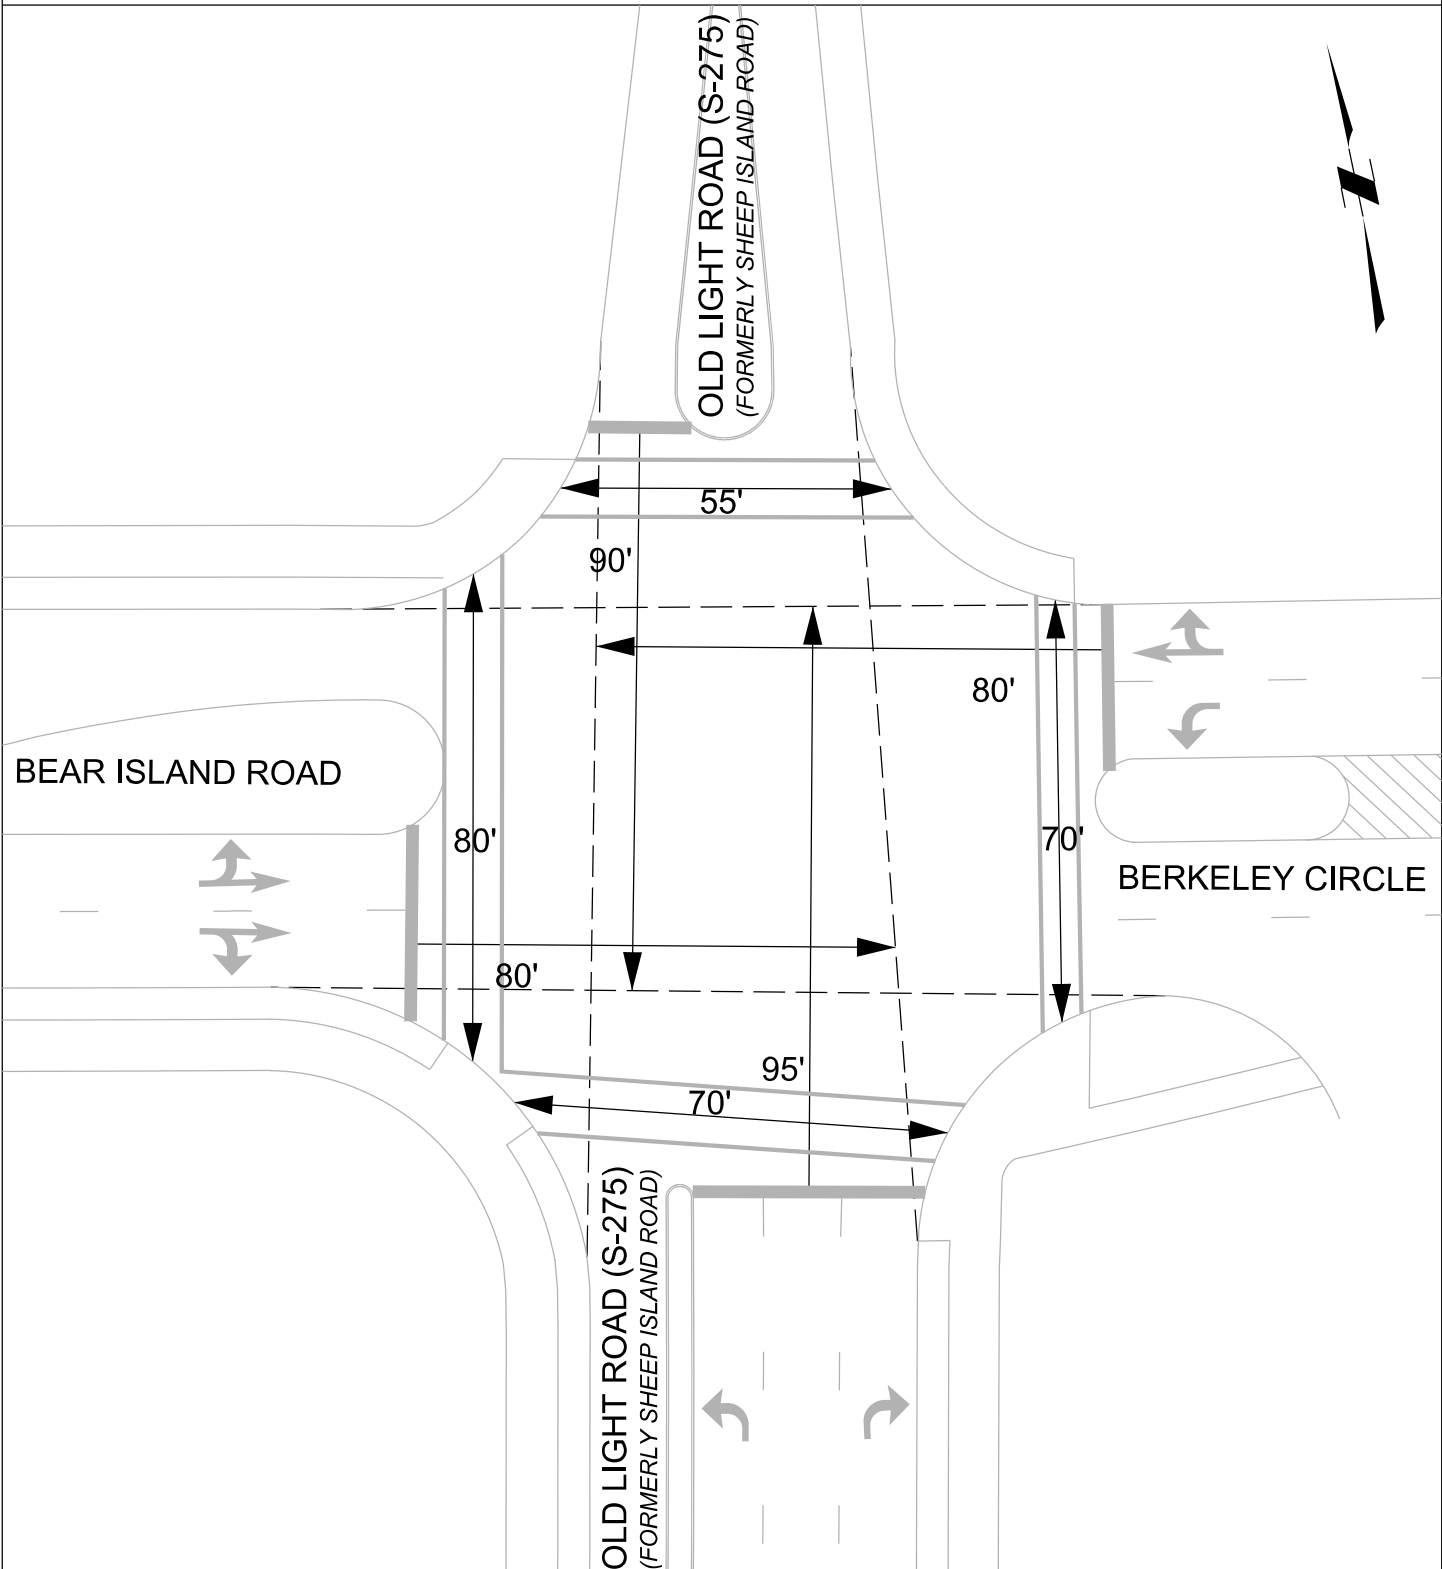 OLD LIGHT ROAD (S-275)
(FORMERLY SHEEP ISLAND ROAD)
55'
90'
80'
BEAR ISLAND ROAD
80'
70'
BERKELEY CIRCLE
80'
95'
70'
OLD LIGHT ROAD (S-275)
(FORMERLY SHEEP ISLAND ROAD)